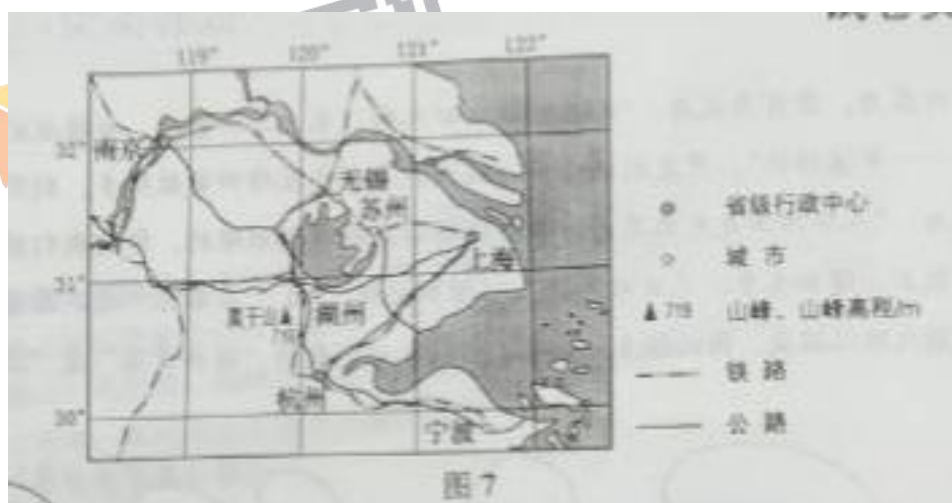 119° 120° 121° 122°
32°
南京
无锡
苏州
上海
31°
莫干山
湖州
杭州
30°
宁波
省级行政中心
城市
719 山峰、山峰高程/m
铁路
公路
图7